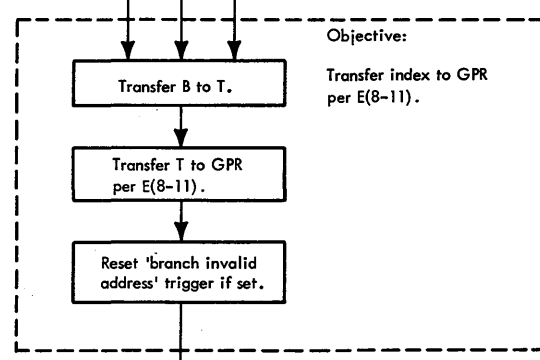 Objective:
Transfer index to GPR
per E(8-11).
Transfer B to T.
Transfer T to GPR
per E(8-11).
Reset 'branch invalid
address' trigger if set.